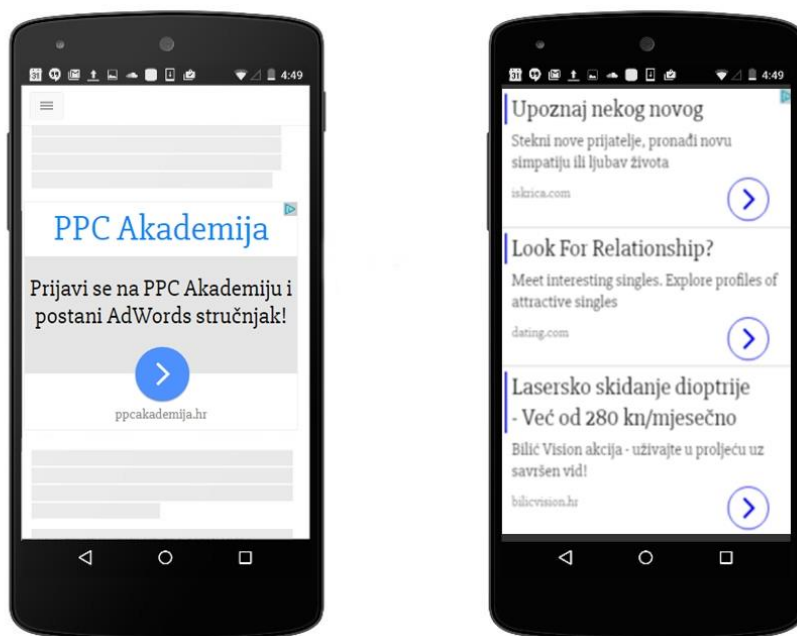 31
4:49
PPC Akademija
Prijavi se na PPC Akademiju i
postani AdWords stručnjak!
ppcakademija.hr
31
4:49
Upoznaj nekog novog
Stekni nove prijatelje, pronađi novu
simpatiju ili ljubav života
iskrica.com
Look For Relationship?
Meet interesting singles. Explore profiles of
attractive singles
dating.com
Lasersko skidanje dioptrije
- Već od 280 kn/mjesečno
Bilić Vision akcija - uživajte u proljeću uz
savršen vid!
bilicvision.hr